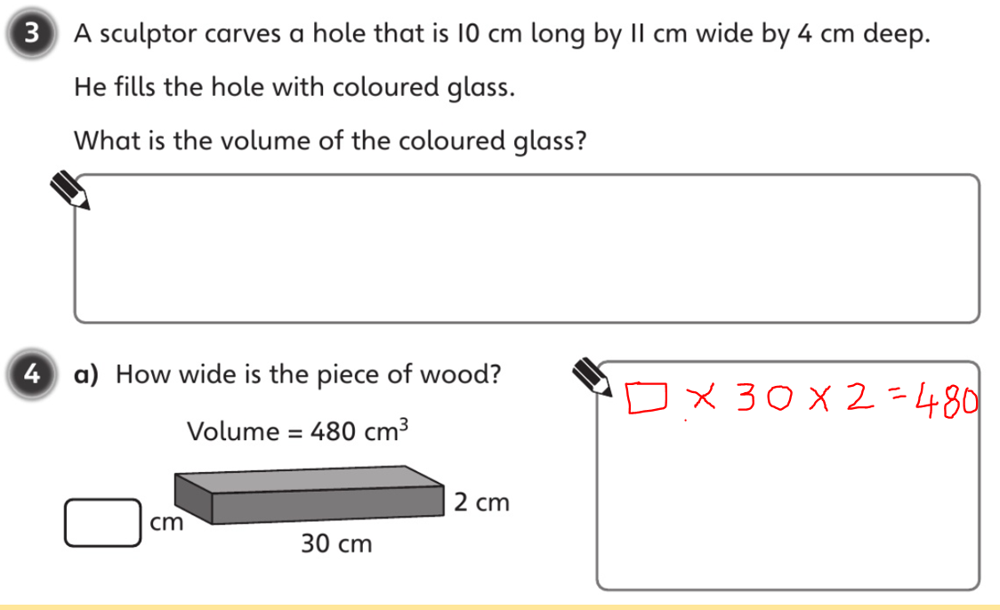 3 A sculptor carves a hole that is 10 cm long by 11 cm wide by 4 cm deep.
He fills the hole with coloured glass.
What is the volume of the coloured glass?
4 a) How wide is the piece of wood?
Volume = 480 cm³
2 cm
cm
30 cm
□ × 30 × 2 = 480